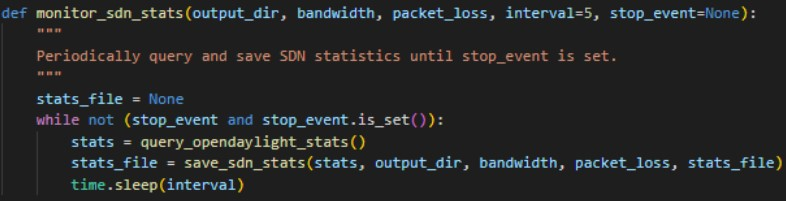 def monitor_sdn_stats(output_dir, bandwidth, packet_loss, interval=5, stop_event=None):
    """
    Periodically query and save SDN statistics until stop_event is set.
    """
    stats_file = None
    while not (stop_event and stop_event.is_set()):
        stats = query_opendaylight_stats()
        stats_file = save_sdn_stats(stats, output_dir, bandwidth, packet_loss, stats_file)
        time.sleep(interval)